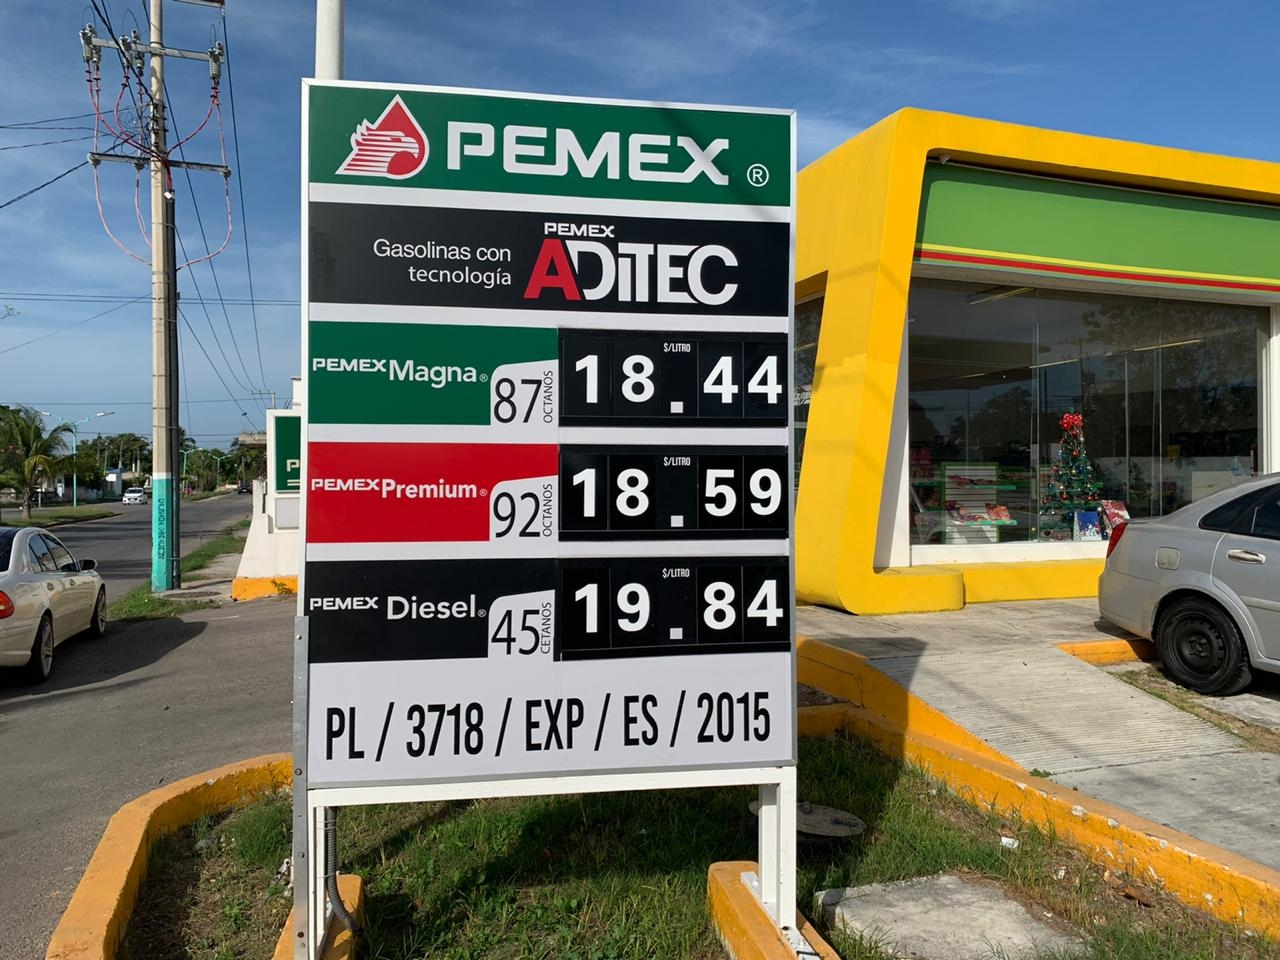 PEMEX ®
PEMEX
Gasolinas con
tecnología
ADITEC
PEMEX Magna® 87 OCTANOS $/LITRO 18.44
PEMEX Premium® 92 OCTANOS $/LITRO 18.59
PEMEX Diesel® 45 CETANOS $/LITRO 19.84
PL / 3718 / EXP / ES / 2015